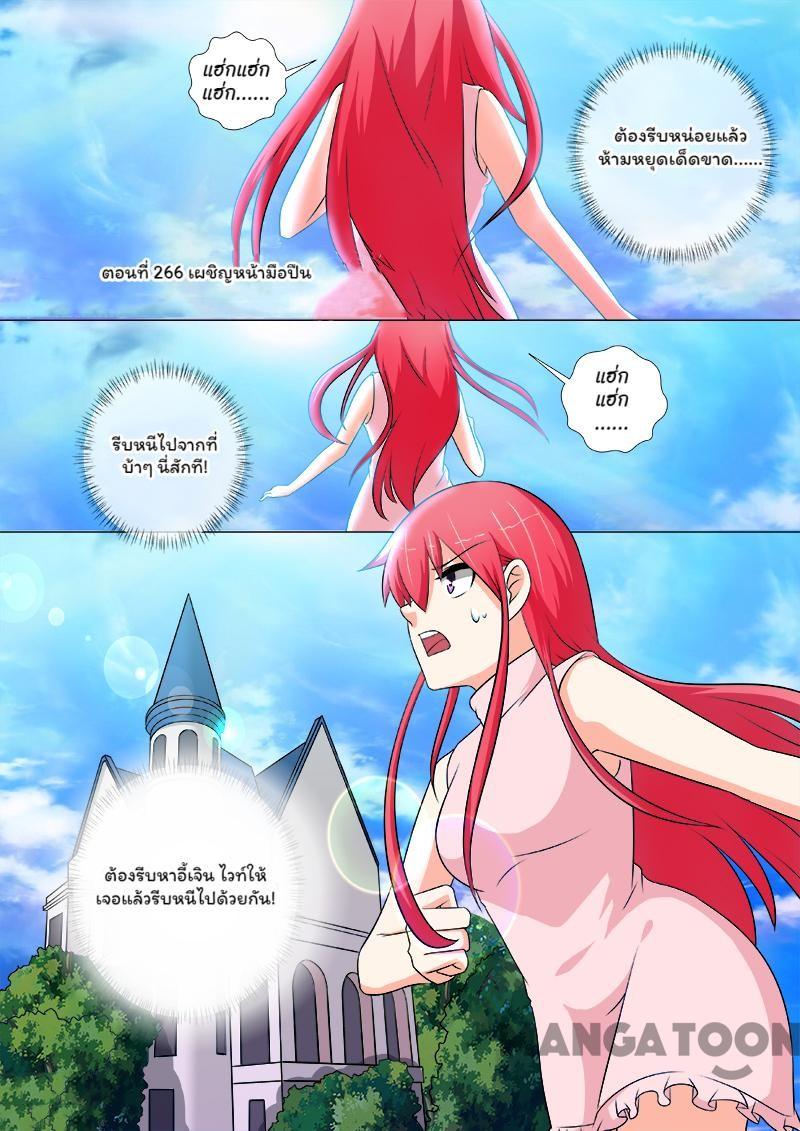 แฮ่กแฮ่ก
แฮ่ก......
ต้องรีบหน่อยแล้ว
ห้ามหยุดเด็ดขาด......
ตอนที่ 266 เผชิญหน้ามือปืน
แฮ่ก
แฮ่ก
......
รีบหนีไปจากที่
บ้าๆ นี่สักที!
ต้องรีบหาอี้เจิน ไวท์ให้
เจอแล้วรีบหนีไปด้วยกัน!
MANGATOON